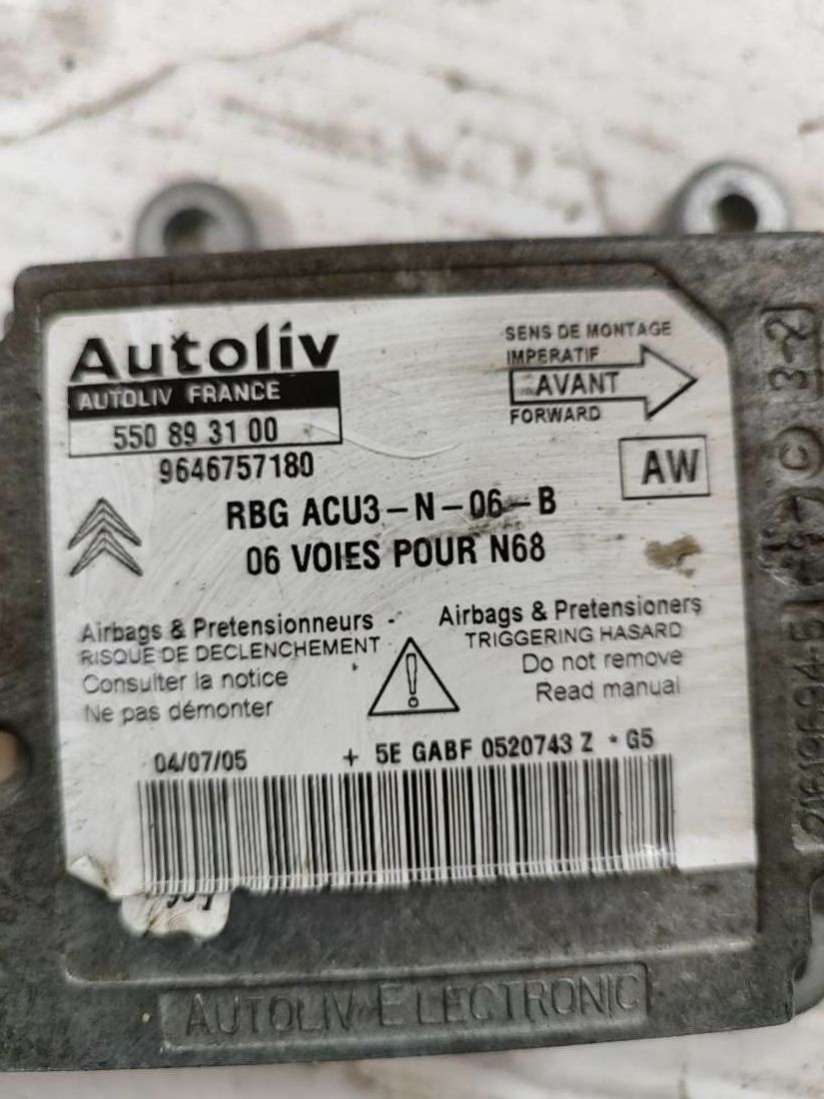 Autoliv
AUTOLIV FRANCE
550 89 31 00
9646757180
SENS DE MONTAGE
IMPERATIF
AVANT
FORWARD
AW
RBG ACU3-N-06-B
06 VOIES POUR N68
Airbags & Pretensionneurs
RISQUE DE DECLENCHEMENT
Consulter la notice
Ne pas démonter
Airbags & Pretensioners
TRIGGERING HASARD
Do not remove
Read manual
!
04/07/05
+ 5E GABF 0520743 Z * G5
AUTOLIV ELECTRONIC
3-2